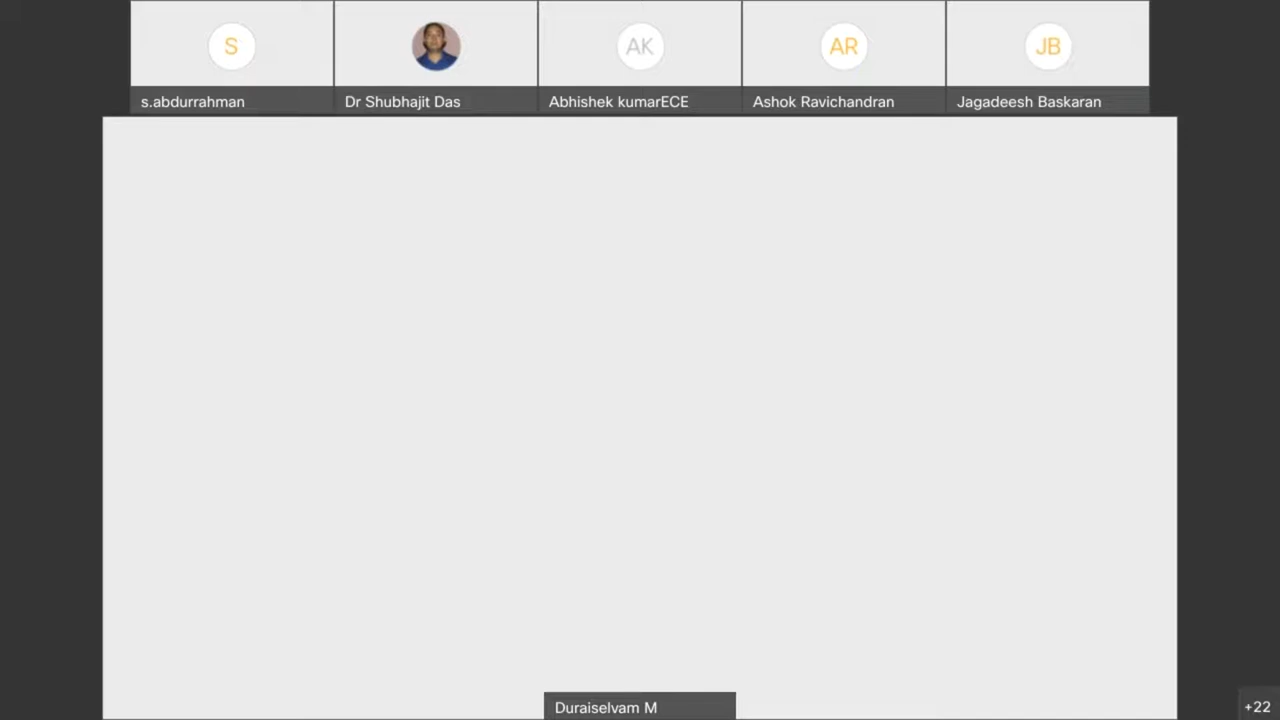 S
AK
AR
JB
s.abdurrahman
Dr Shubhajit Das
Abhishek kumarECE
Ashok Ravichandran
Jagadeesh Baskaran
Duraiselvam M
+22